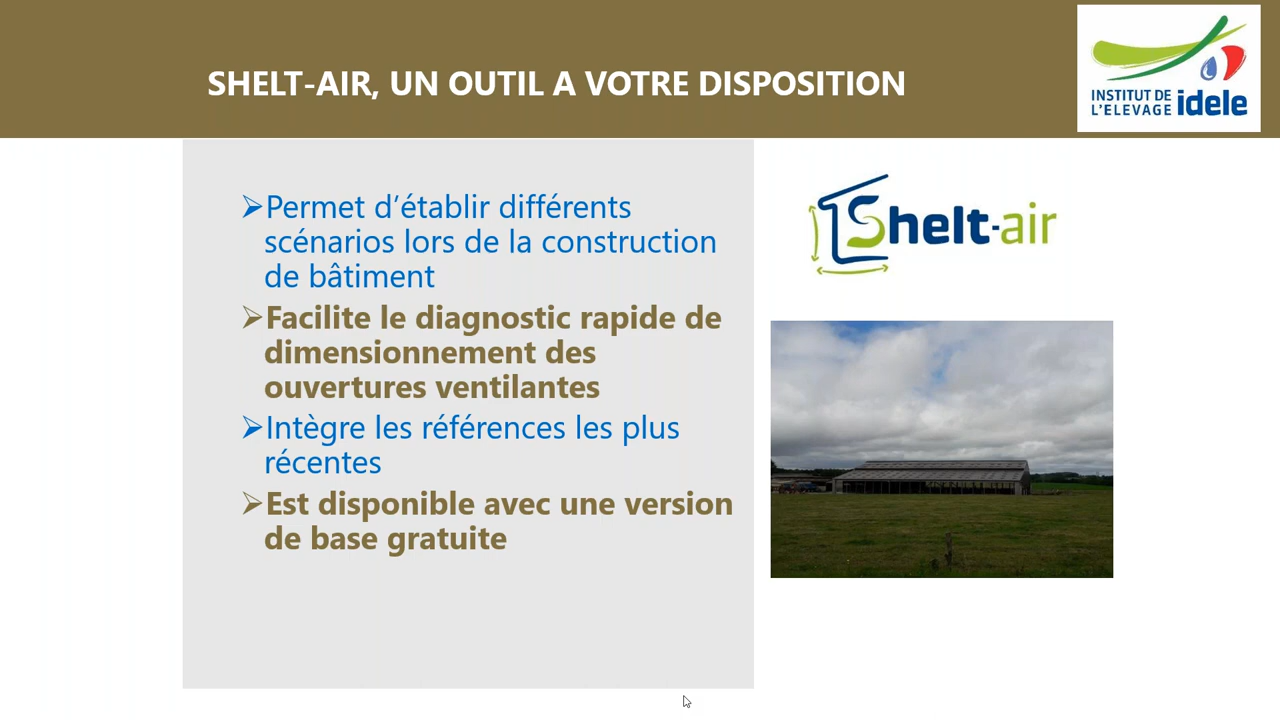 SHELT-AIR, UN OUTIL A VOTRE DISPOSITION
INSTITUT DE
L'ELEVAGE idele
➢Permet d’établir différents
scénarios lors de la construction
de bâtiment
➢Facilite le diagnostic rapide de
dimensionnement des
ouvertures ventilantes
➢Intègre les références les plus
récentes
➢Est disponible avec une version
de base gratuite
Shelt-air